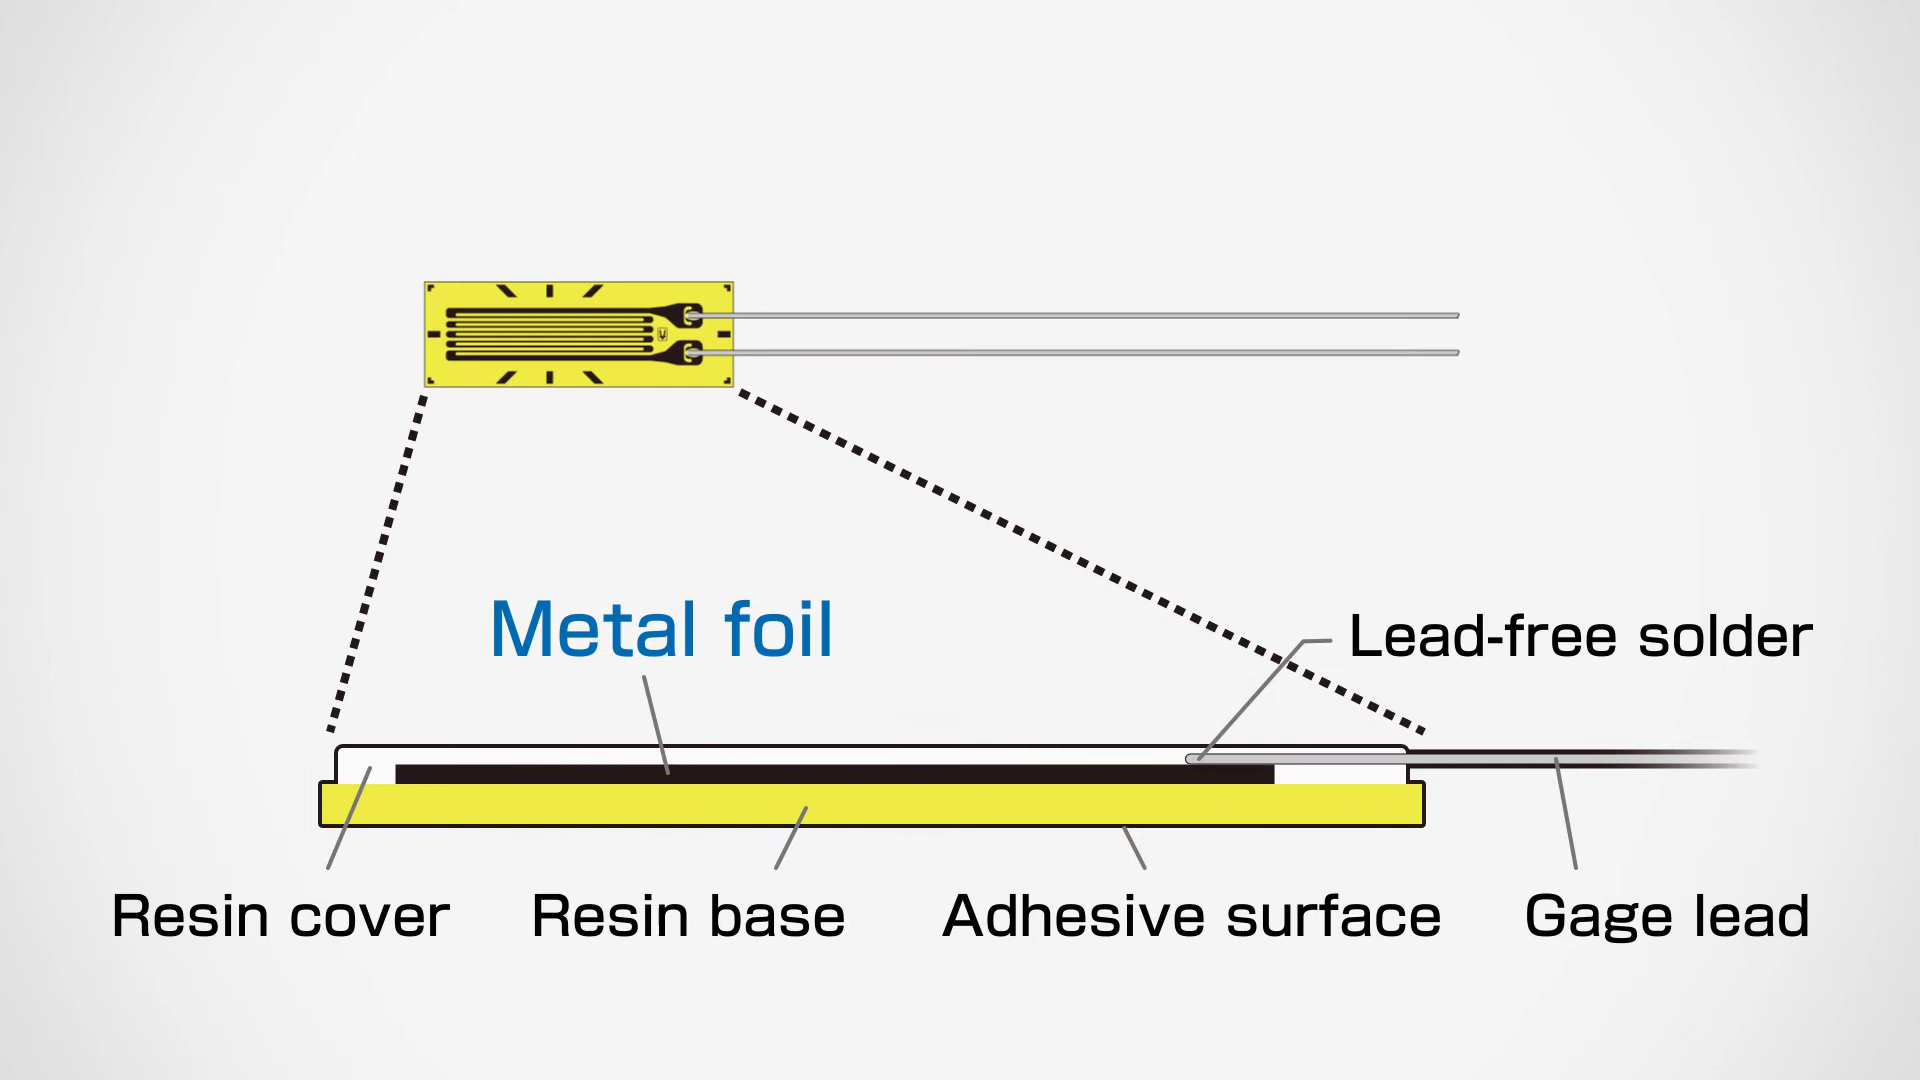 Metal foil
Lead-free solder
Resin cover
Resin base
Adhesive surface
Gage lead